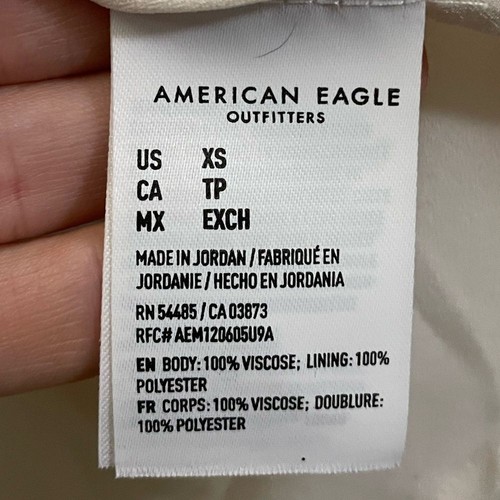 AMERICAN EAGLE
OUTFITTERS
US XS
CA TP
MX EXCH
MADE IN JORDAN / FABRIQUÉ EN
JORDANIE / HECHO EN JORDANIA
RN 54485 / CA 03873
RFC# AEM120605U9A
EN BODY: 100% VISCOSE; LINING: 100%
POLYESTER
FR CORPS: 100% VISCOSE; DOUBLURE:
100% POLYESTER